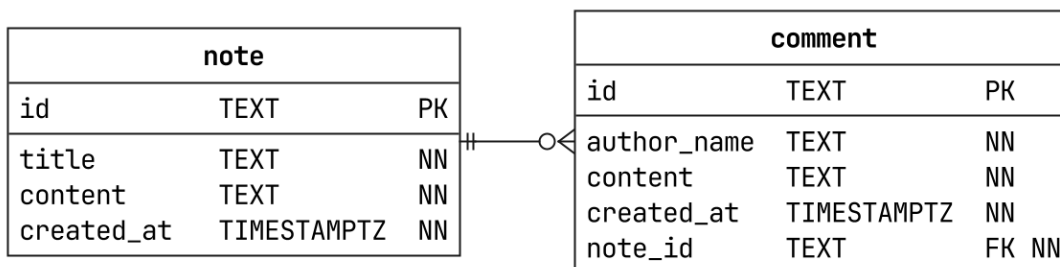 note
id TEXT PK
title TEXT NN
content TEXT NN
created_at TIMESTAMPTZ NN
comment
id TEXT PK
author_name TEXT NN
content TEXT NN
created_at TIMESTAMPTZ NN
note_id TEXT FK NN